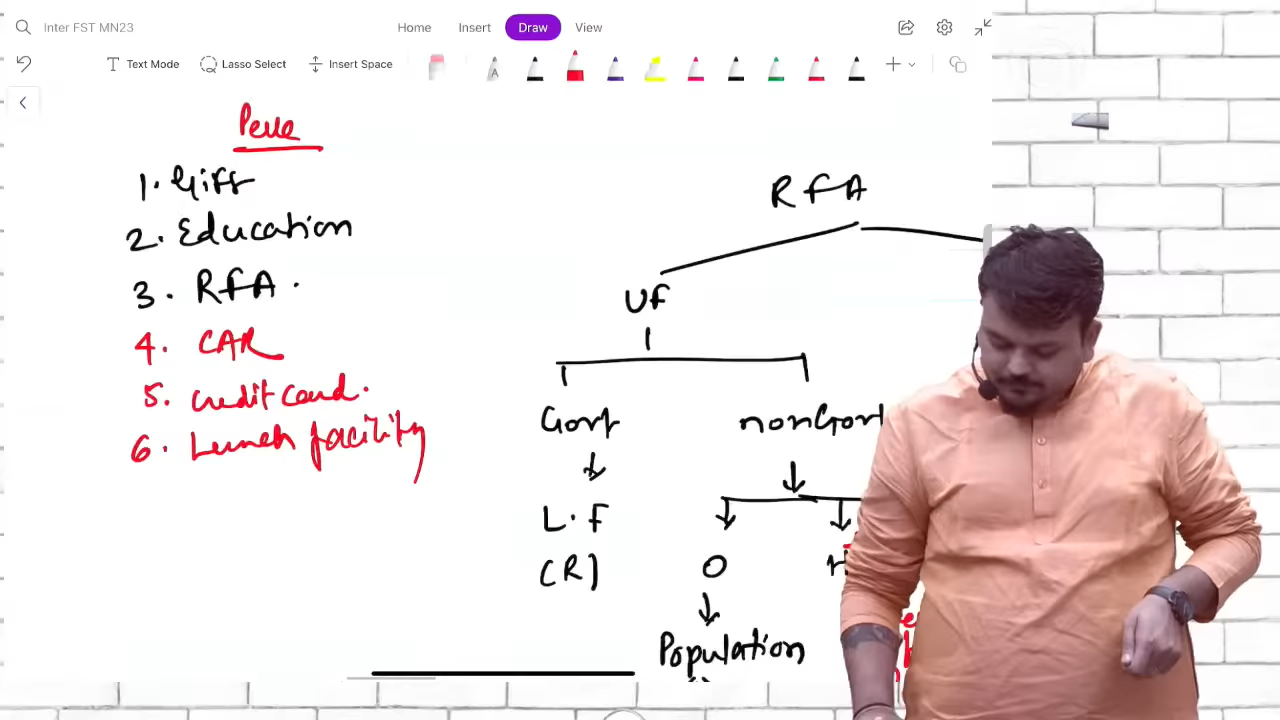 Inter FST MN23
Home
Insert
Draw
View
Text Mode
Lasso Select
Insert Space
1. Gift
2. Education
3. RFA.
4. CAR
5. credit card.
6. Lunch facility
RFA
UF
Govt
nonGovt
L.F
(R)
O
H
Population